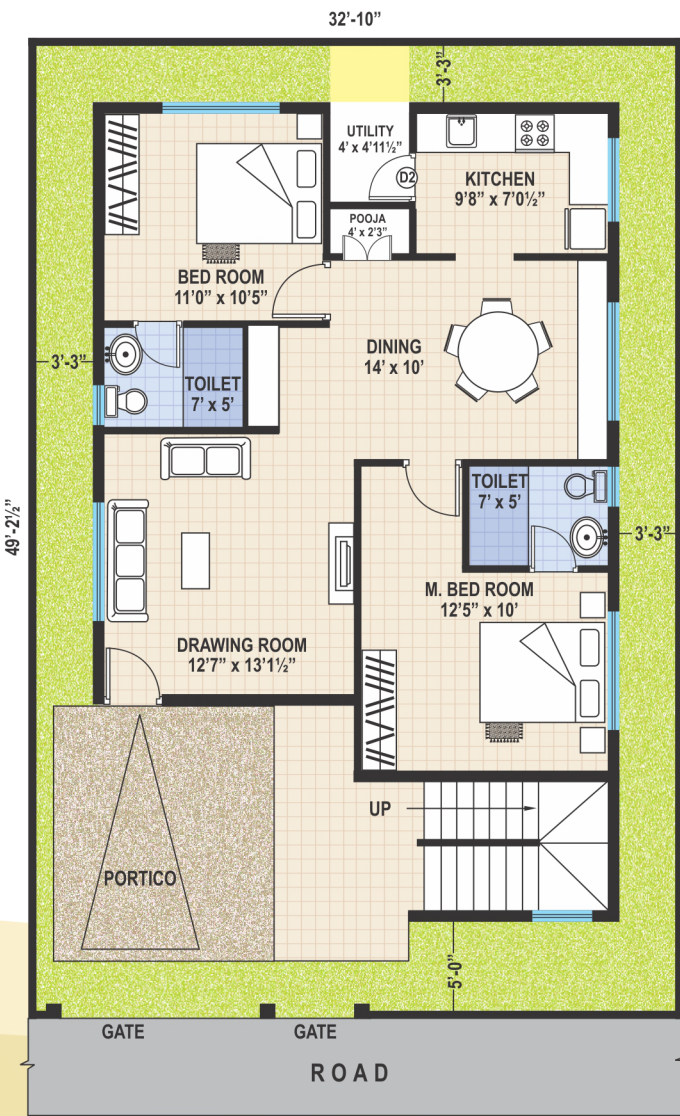 32’-10”
3’-3”
UTILITY
4’ x 4’11½”
D2
KITCHEN
9’8” x 7’0½”
POOJA
4’ x 2’3”
BED ROOM
11’0” x 10’5”
3’-3”
DINING
14’ x 10’
TOILET
7’ x 5’
TOILET
7’ x 5’
49’-2½”
3’-3”
M. BED ROOM
12’5” x 10’
DRAWING ROOM
12’7” x 13’1½”
UP
PORTICO
5’-0”
GATE
GATE
ROAD